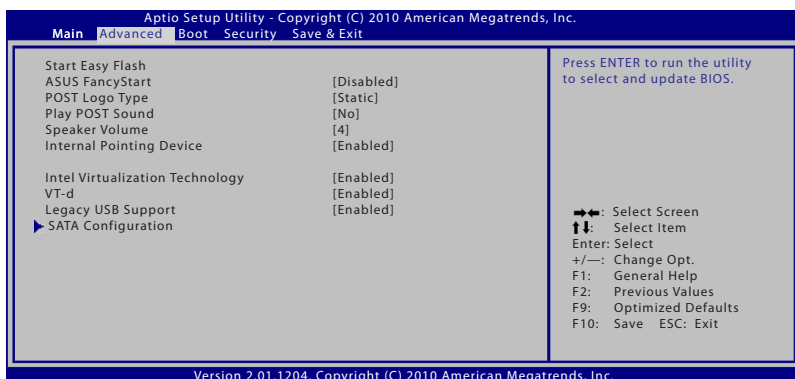 Aptio Setup Utility - Copyright (C) 2010 American Megatrends, Inc.
Main Advanced Boot Security Save & Exit
Start Easy Flash
ASUS FancyStart [Disabled]
POST Logo Type [Static]
Play POST Sound [No]
Speaker Volume [4]
Internal Pointing Device [Enabled]
Intel Virtualization Technology [Enabled]
VT-d [Enabled]
Legacy USB Support [Enabled]
SATA Configuration
Press ENTER to run the utility
to select and update BIOS.
→←: Select Screen
↑↓: Select Item
Enter: Select
+/—: Change Opt.
F1: General Help
F2: Previous Values
F9: Optimized Defaults
F10: Save ESC: Exit
Version 2.01.1204. Copyright (C) 2010 American Megatrends, Inc.